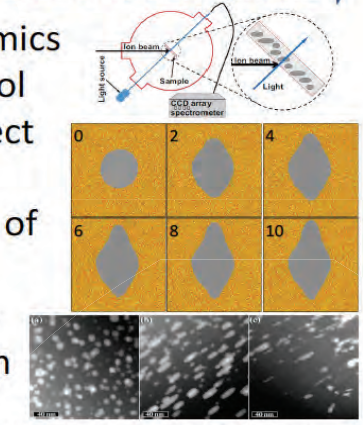 mics
ol
ect
of
n
Ion beam
Light source
Sample
CCD array
spectrometer
Ion beam
Light
0 2 4
6 8 10
(a) (b) (c)
40 nm 40 nm 40 nm